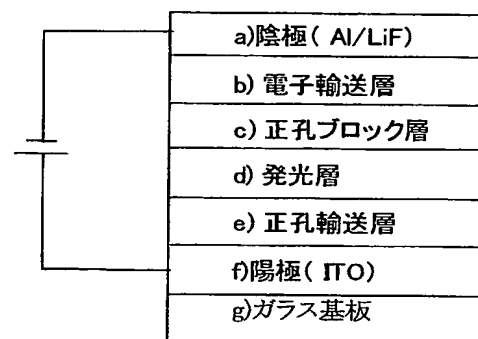 a)陰極( Al/LiF)
b) 電子輸送層
c) 正孔ブロック層
d) 発光層
e) 正孔輸送層
f)陽極( ITO)
g)ガラス基板